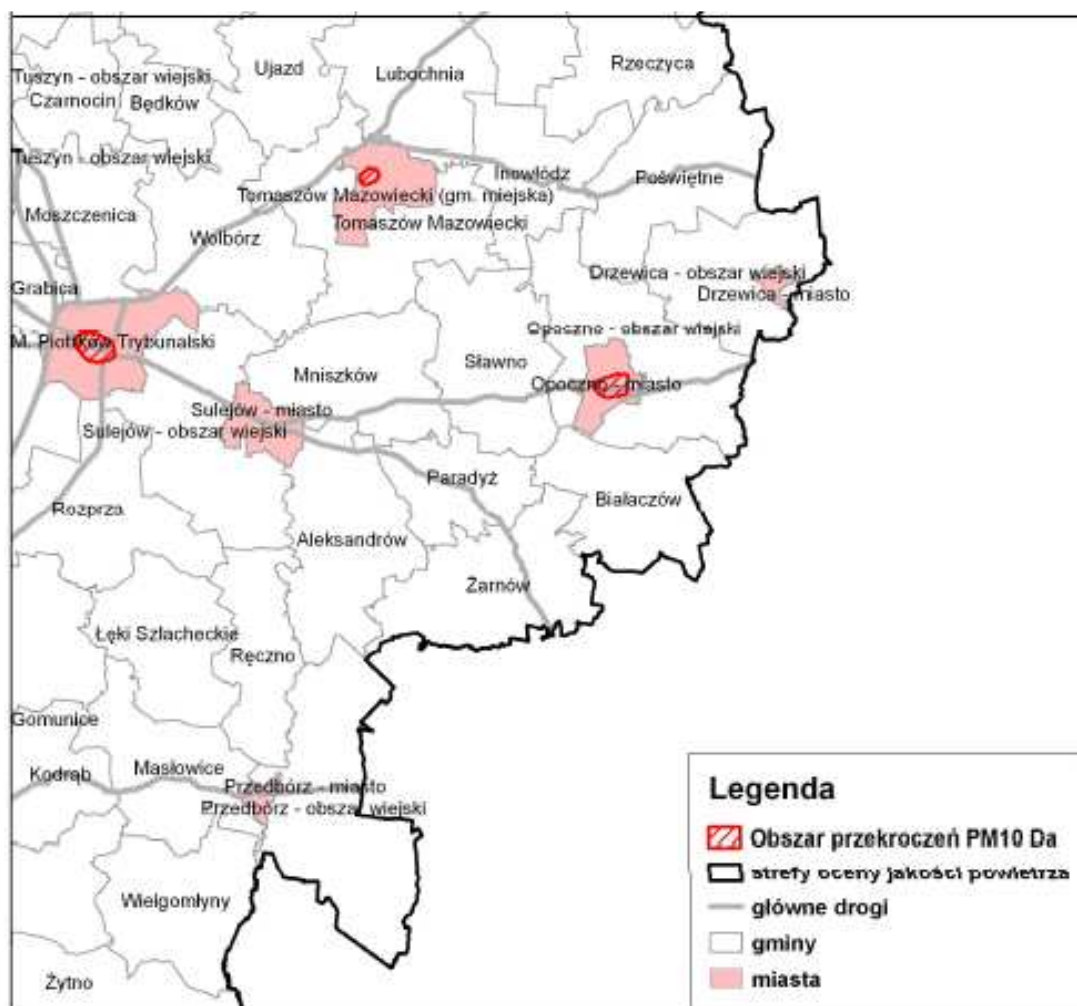 Ujazd
Lubochnia
Rzeczyca
Tuszyn - obszar wiejski
Czarnocin
Będków
Tuszyn - obszar wiejski
Inowłódz
Poświętne
Tomaszów Mazowiecki (gm. miejska)
Moszczenica
Tomaszów Mazowiecki
Wolbórz
Drzewica - obszar wiejski
Grabica
Drzewica - miasto
Opoczno - obszar wiejski
M. Piotrków Trybunalski
Sławno
Mniszków
Opoczno - miasto
Sulejów - miasto
Sulejów - obszar wiejski
Paradyż
Białaczów
Rozprza
Aleksandrów
Żarnów
Łęki Szlacheckie
Ręczno
Gomunice
Kodrąb
Masłowice
Przedbórz - miasto
Przedbórz - obszar wiejski
Wielgomłyny
Żytno
Legenda
Obszar przekroczeń PM10 Da
strefy oceny jakości powietrza
główne drogi
gminy
miasta